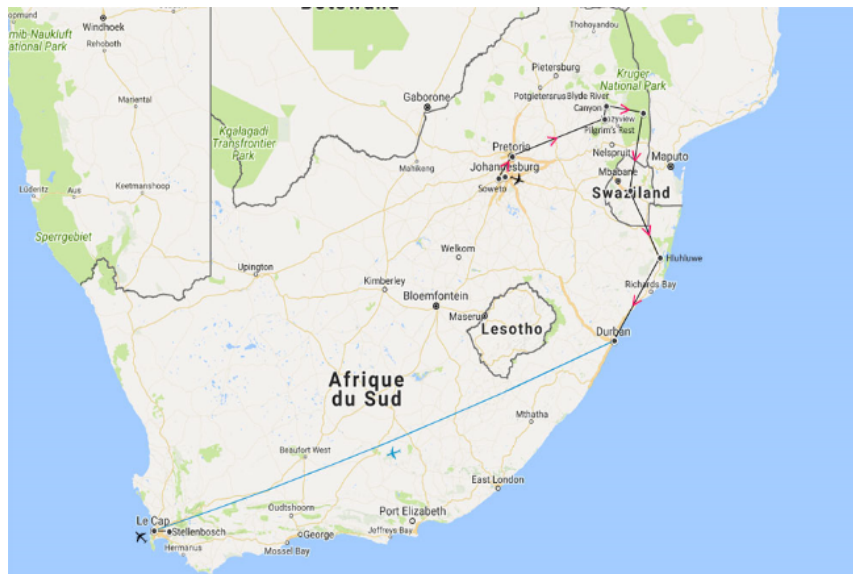 Windhoek
Rehoboth
mib-Naukluft
National Park
Mariental
Lüderitz
Aus
Keetmanshoop
Sperrgebiet
Kgalagadi
Transfrontier
Park
Gaborone
Mahikeng
Upington
Thohoyandou
Pietersburg
Potgietersrus
Blyde River
Canyon
Kruger
National Park
Pilgrim's Rest
Pretoria
Johannesburg
Soweto
Nelspruit
Mbabane
Maputo
Swaziland
Hluhluwe
Richards Bay
Welkom
Kimberley
Bloemfontein
Maseru
Lesotho
Durban
Afrique
du Sud
Mthatha
Beaufort West
East London
Le Cap
Stellenbosch
Hermanus
Oudtshoorn
George
Mossel Bay
Port Elizabeth
Jeffreys Bay